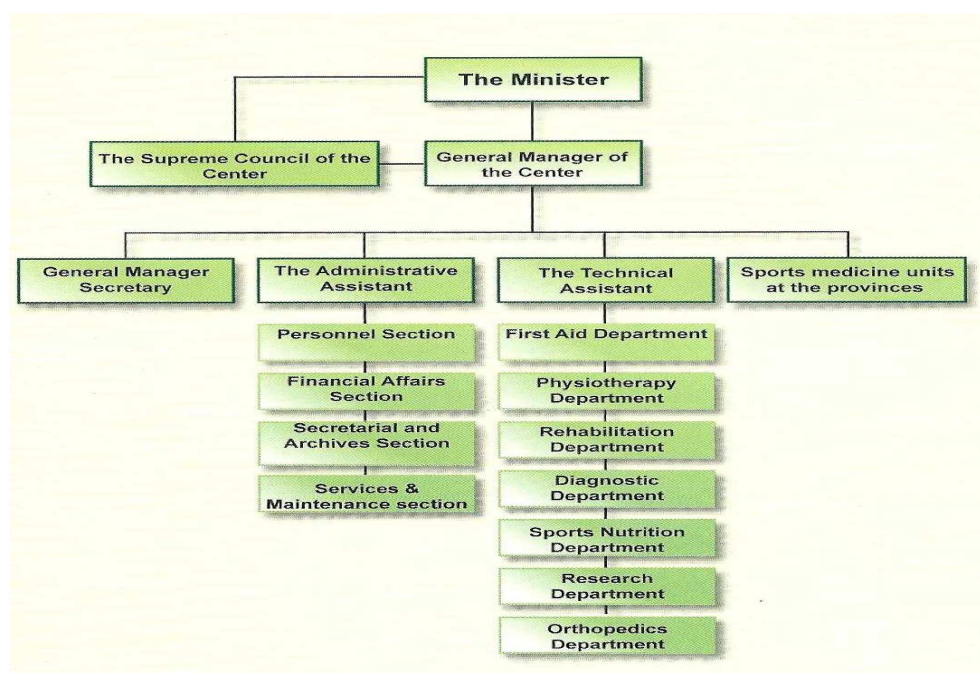 The Minister
The Supreme Council of the
Center
General Manager of
the Center
General Manager
Secretary
The Administrative
Assistant
The Technical
Assistant
Sports medicine units
at the provinces
Personnel Section
Financial Affairs
Section
Secretarial and
Archives Section
Services &
Maintenance section
First Aid Department
Physiotherapy
Department
Rehabilitation
Department
Diagnostic
Department
Sports Nutrition
Department
Research
Department
Orthopedics
Department